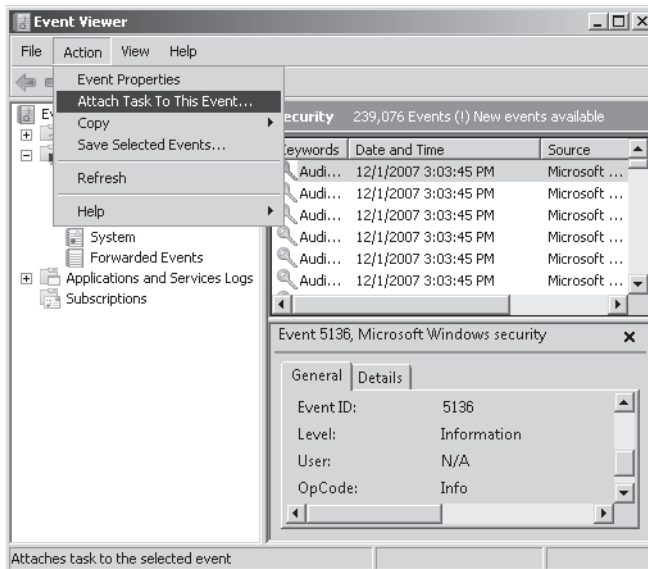 Event Viewer
File Action View Help
Event Properties
Attach Task To This Event...
Copy
Save Selected Events...
Refresh
Help
ecurity 239,076 Events (!) New events available
eywords Date and Time Source
Audi... 12/1/2007 3:03:45 PM Microsoft ...
Audi... 12/1/2007 3:03:45 PM Microsoft ...
Audi... 12/1/2007 3:03:45 PM Microsoft ...
Audi... 12/1/2007 3:03:45 PM Microsoft ...
Audi... 12/1/2007 3:03:45 PM Microsoft ...
Audi... 12/1/2007 3:03:45 PM Microsoft ...
System
Forwarded Events
Applications and Services Logs
Subscriptions
Event 5136, Microsoft Windows security
General Details
Event ID: 5136
Level: Information
User: N/A
OpCode: Info
Attaches task to the selected event